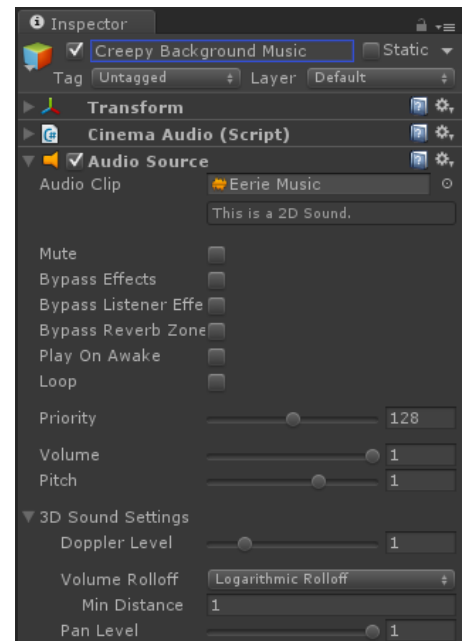 Inspector
Creepy Background Music Static
Tag Untagged Layer Default
Transform
Cinema Audio (Script)
Audio Source
Audio Clip Eerie Music
This is a 2D Sound.
Mute
Bypass Effects
Bypass Listener Effe
Bypass Reverb Zone
Play On Awake
Loop
Priority 128
Volume 1
Pitch 1
3D Sound Settings
Doppler Level 1
Volume Rolloff Logarithmic Rolloff
Min Distance 1
Pan Level 1